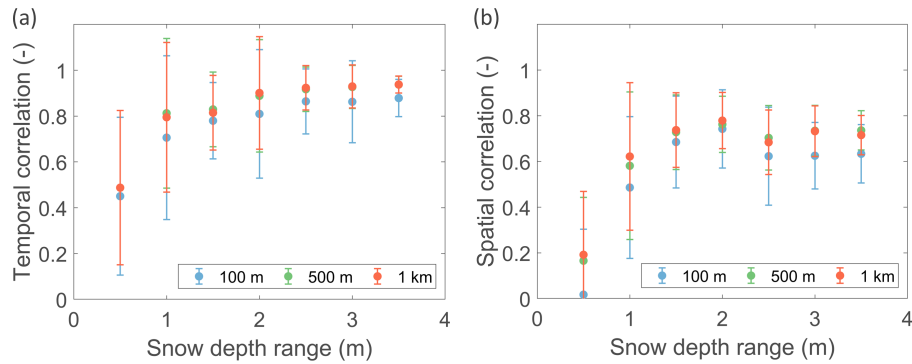 (a)
Temporal correlation (-)
1
0.8
0.6
0.4
0.2
0
0 1 2 3 4
Snow depth range (m)
100 m 500 m 1 km
(b)
Spatial correlation (-)
1
0.8
0.6
0.4
0.2
0
0 1 2 3 4
Snow depth range (m)
100 m 500 m 1 km